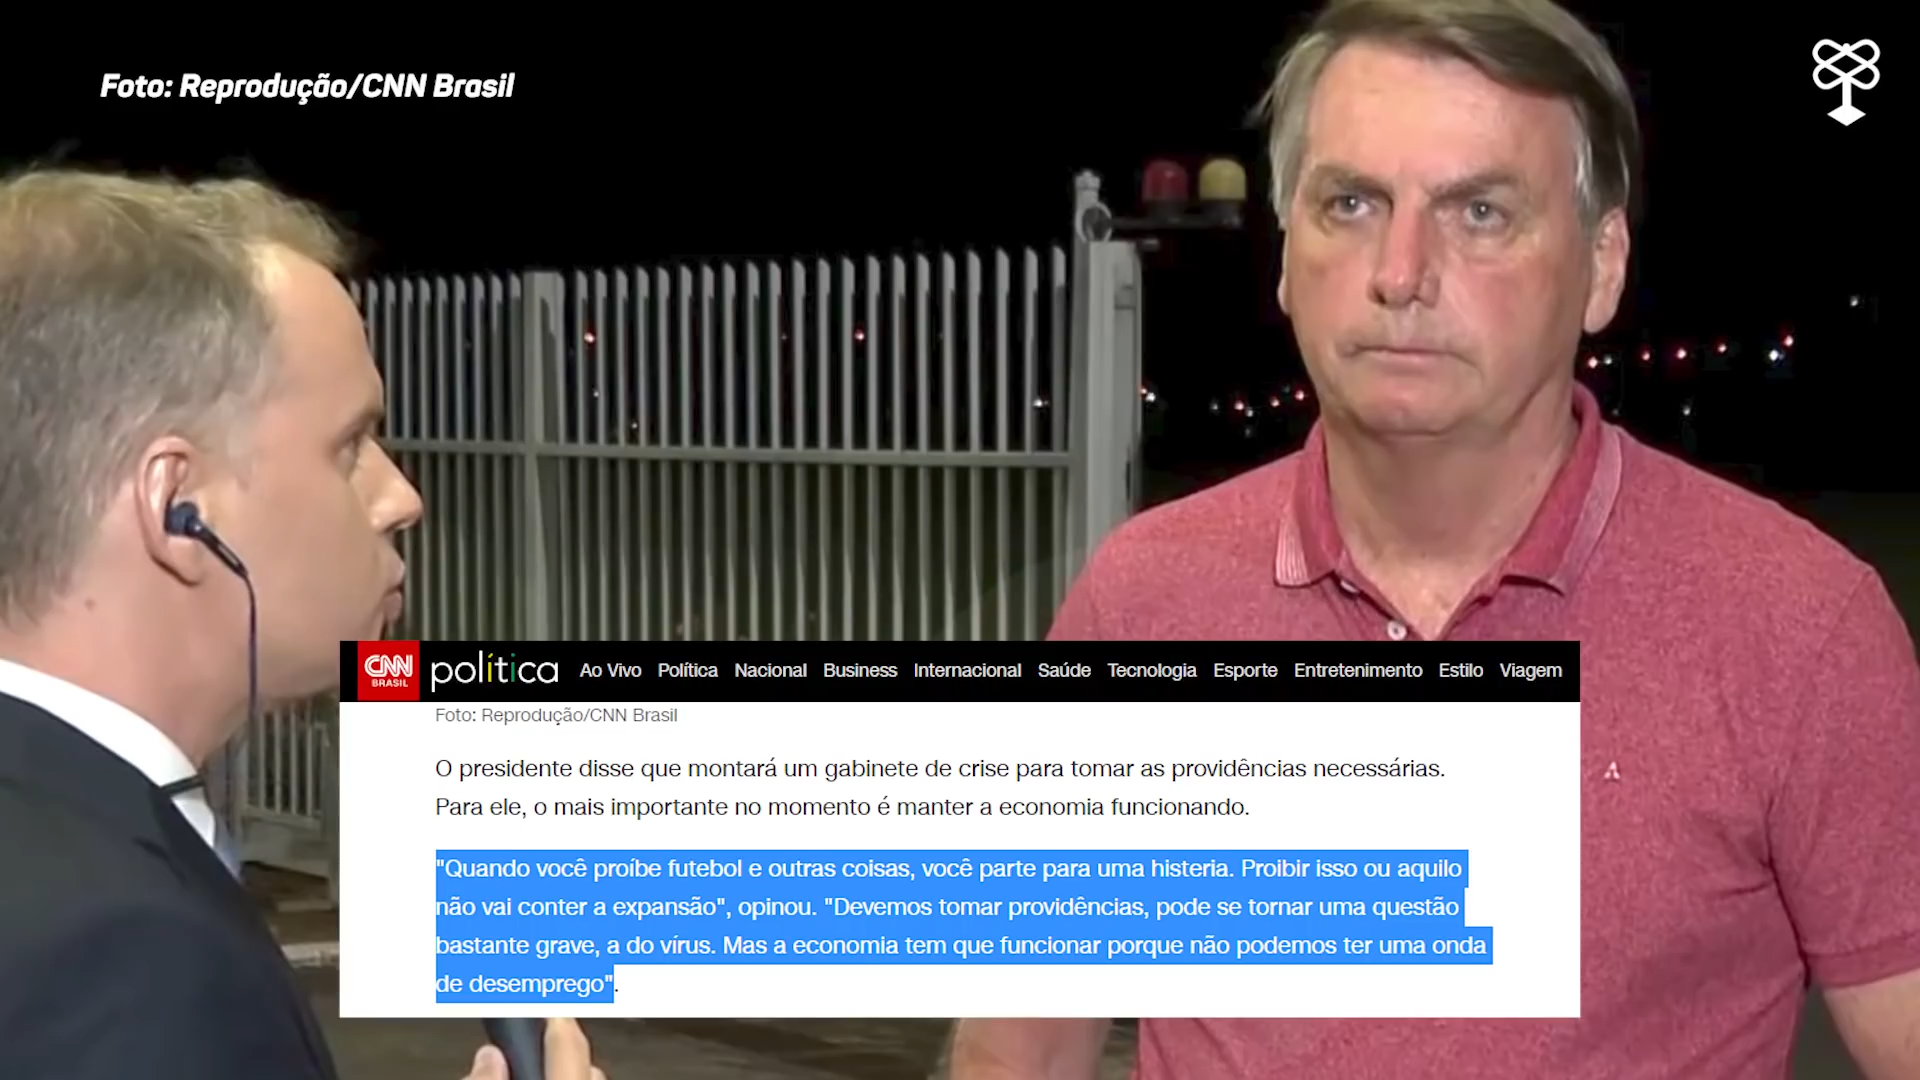 Foto: Reprodução/CNN Brasil
CNN BRASIL política Ao Vivo Política Nacional Business Internacional Saúde Tecnologia Esporte Entretenimento Estilo Viagem
Foto: Reprodução/CNN Brasil
O presidente disse que montará um gabinete de crise para tomar as providências necessárias.
Para ele, o mais importante no momento é manter a economia funcionando.
"Quando você proíbe futebol e outras coisas, você parte para uma histeria. Proibir isso ou aquilo
não vai conter a expansão", opinou. "Devemos tomar providências, pode se tornar uma questão
bastante grave, a do vírus. Mas a economia tem que funcionar porque não podemos ter uma onda
de desemprego".